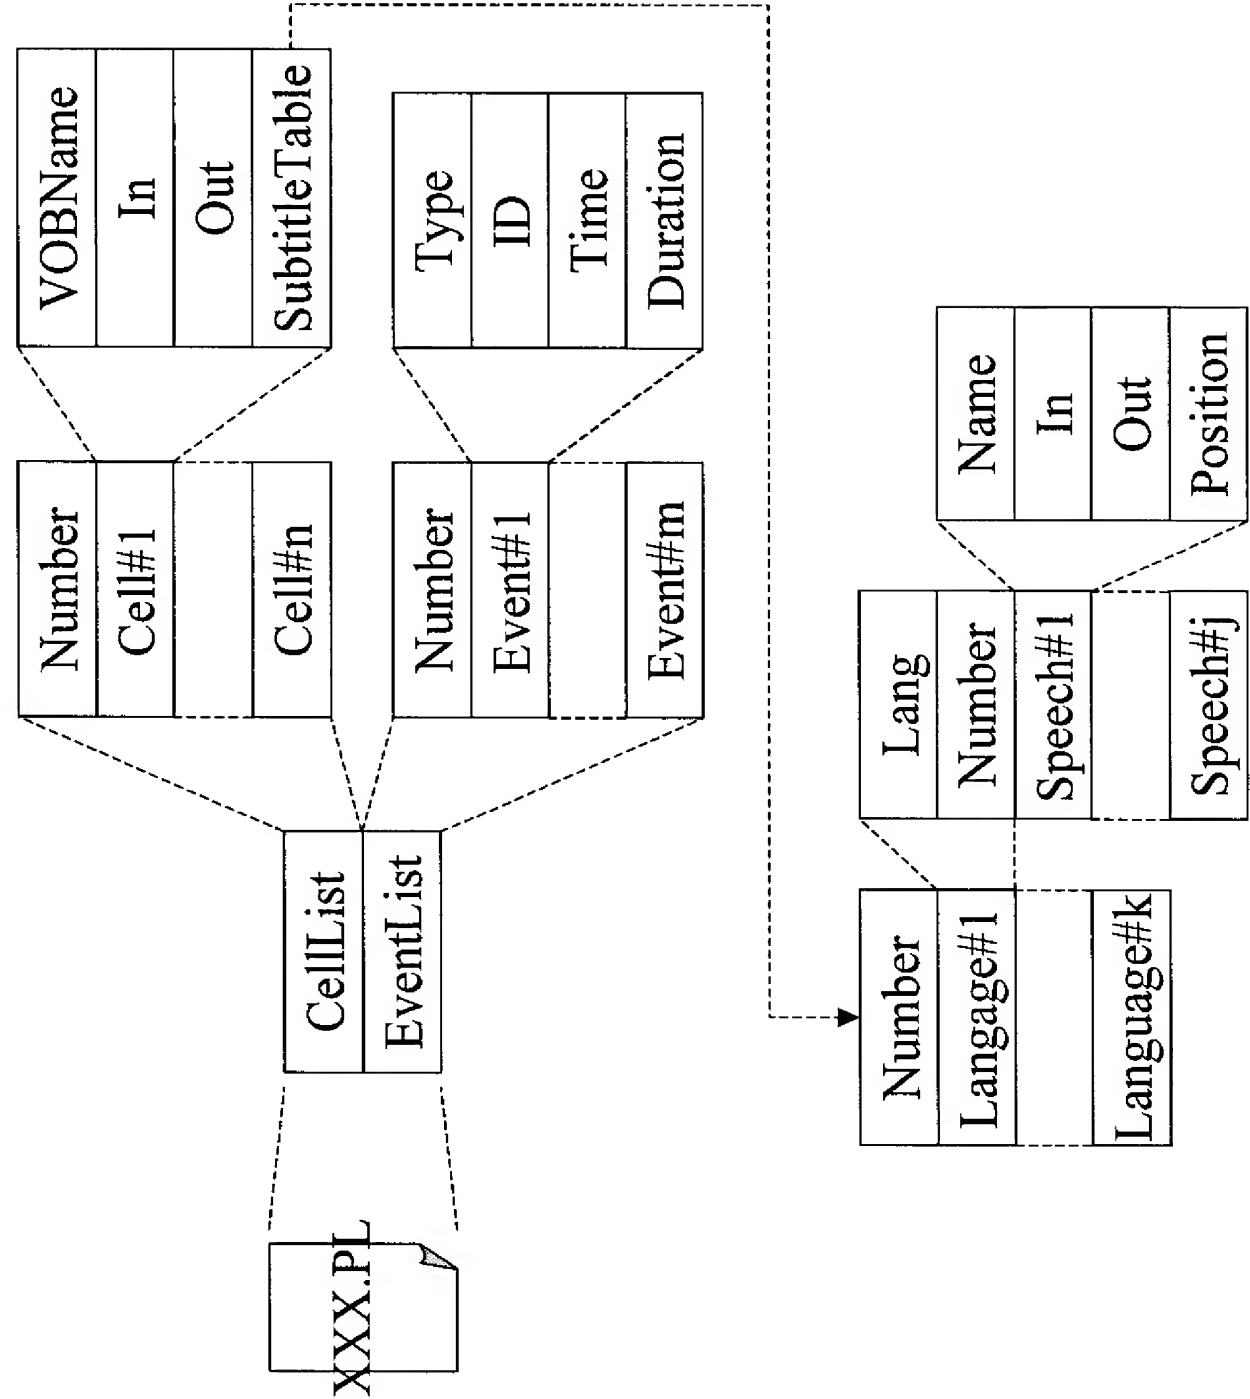 XXX.PL
CellList
EventList
Number
Cell#1
Cell#n
VOBName
In
Out
SubtitleTable
Number
Event#1
Event#m
Type
ID
Time
Duration
Number
Langage#1
Language#k
Lang
Number
Speech#1
Speech#j
Name
In
Out
Position